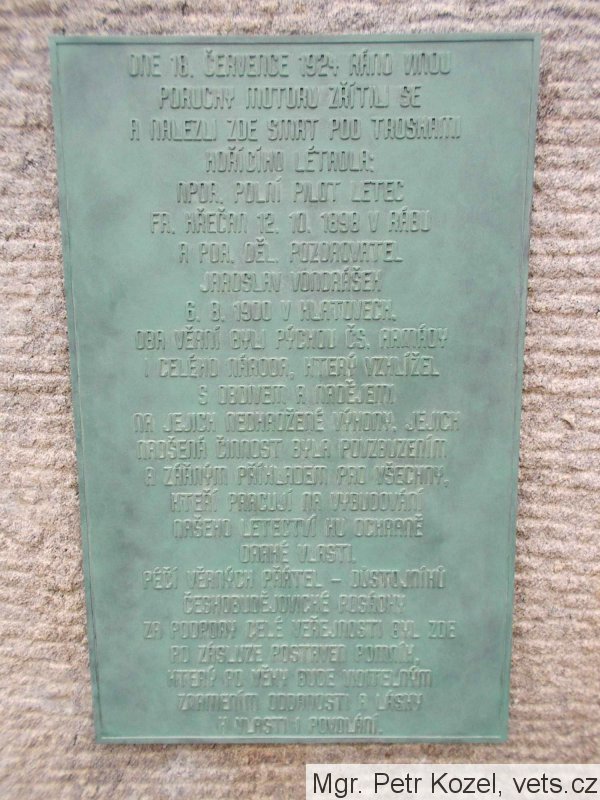 DNE 18. ČERVENCE 1924 RÁNO VINOU
PORUCHY MOTORU ZŘÍTILI SE
A NALEZLI ZDE SMRT POD TROSKAMI
HOŘÍCÍHO LÉTADLA:
NPOR. POLNÍ PILOT LETEC
FR. KŘEČAN 12. 10. 1898 V RÁBU
A POR. DĚL. POZOROVATEL
JAROSLAV VONDRÁŠEK
6. 8. 1900 V KLATOVECH.
OBA VĚRNÍ BYLI PÝCHOU ČS. ARMÁDY
I CELÉHO NÁRODA, KTERÝ VZHLÍŽEL
S OBDIVEM A NADĚJEMI
NA JEJICH NEOHROŽENÉ VÝKONY. JEJICH
NADŠENÁ ČINNOST BYLA POVZBUZENÍM
A ZÁŘNÝM PŘÍKLADEM PRO VŠECHNY,
KTEŘÍ PRACUJÍ NA VYBUDOVÁNÍ
NAŠEHO LETECTVÍ KU OCHRANĚ
DRAHÉ VLASTI.
PÉČÍ VĚRNÝCH PŘÁTEL - DŮSTOJNÍKŮ
ČESKOBUDĚJOVICKÉ POSÁDKY
ZA PODPORY CELÉ VEŘEJNOSTI BYL ZDE
PO ZÁSLUZE POSTAVEN POMNÍK,
KTERÝ PO VĚKY BUDE VIDITELNÝM
ZNAMENÍM ODDANOSTI A LÁSKY
K VLASTI I POVOLÁNÍ.
Mgr. Petr Kozel, vets.cz